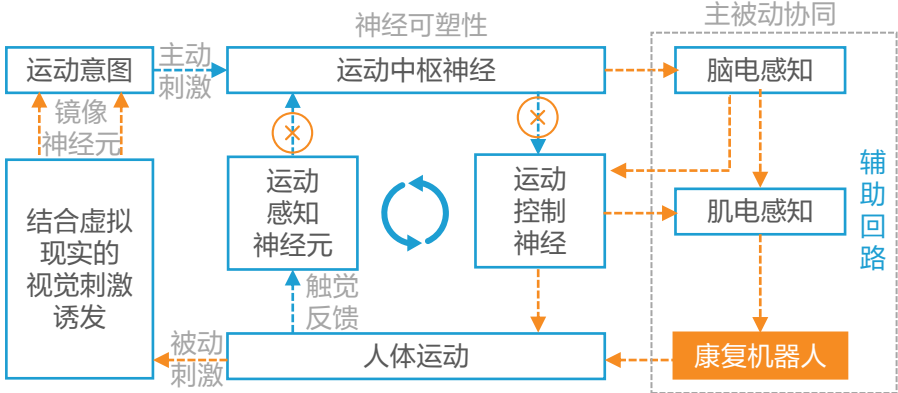 神经可塑性
主被动协同
运动意图
主动
刺激
运动中枢神经
脑电感知
镜像
神经元
结合虚拟
现实的
视觉刺激
诱发
运动
感知
神经元
运动
控制
神经
肌电感知
辅
助
回
路
触觉
反馈
被动
刺激
人体运动
康复机器人